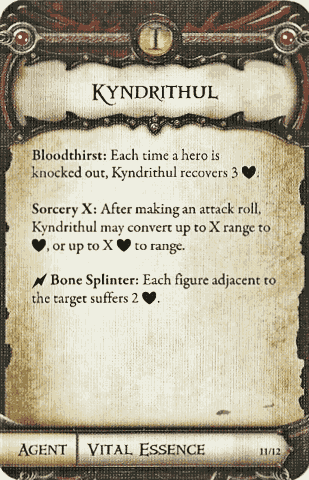 I
KYNDRITHUL
Bloodthirst: Each time a hero is
knocked out, Kyndrithul recovers 3 ♥.
Sorcery X: After making an attack roll,
Kyndrithul may convert up to X range to
♥, or up to X ♥ to range.
Bone Splinter: Each figure adjacent to
the target suffers 2 ♥.
AGENT VITAL ESSENCE 11/12